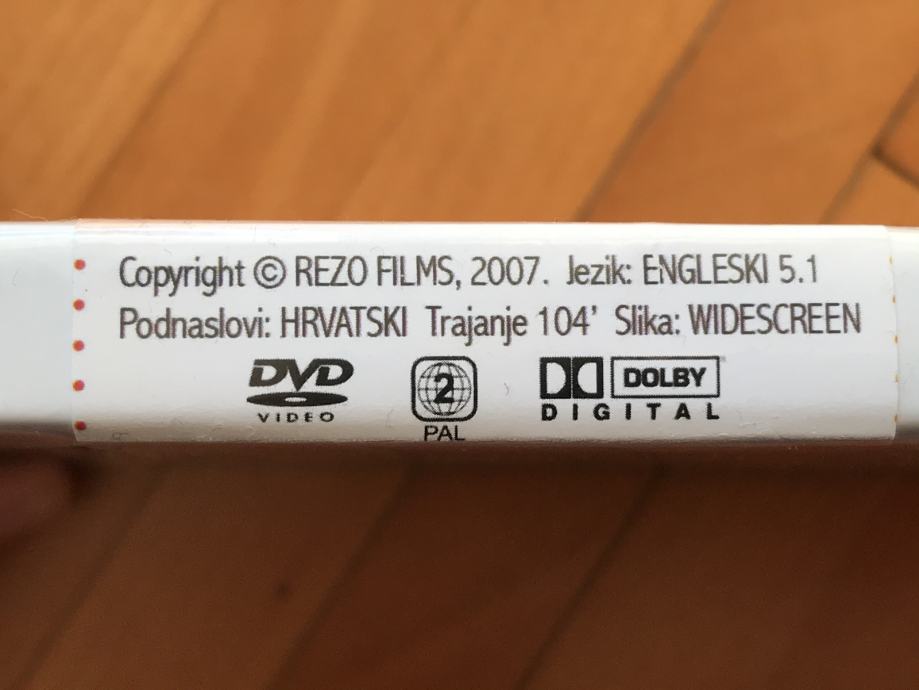 Copyright © REZO FILMS, 2007. Jezik: ENGLESKI 5.1
Podnaslovi: HRVATSKI Trajanje 104' Slika: WIDESCREEN
DVD VIDEO
2 PAL
DOLBY DIGITAL